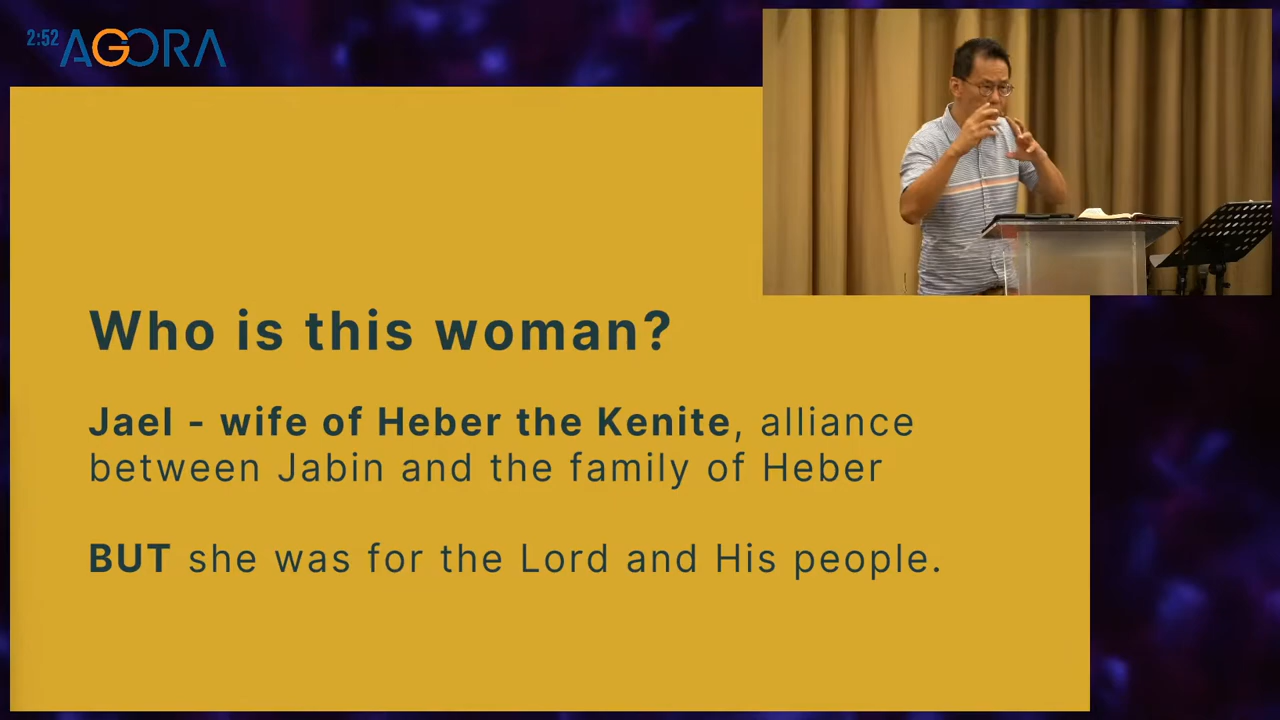 2:52 AGORA
Who is this woman?
Jael - wife of Heber the Kenite, alliance
between Jabin and the family of Heber
BUT she was for the Lord and His people.